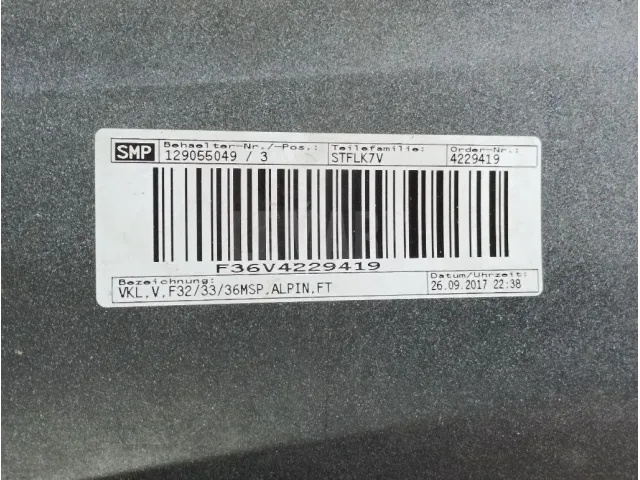 SMP
Behaelter-Nr./-Pos.: Teilefamilie: Order-Nr.:
129055049 / 3 STFLK7V 4229419
F36V4229419
Bezeichnung: Datum/Uhrzeit:
VKL,V,F32/33/36MSP,ALPIN,FT 26.09.2017 22:38